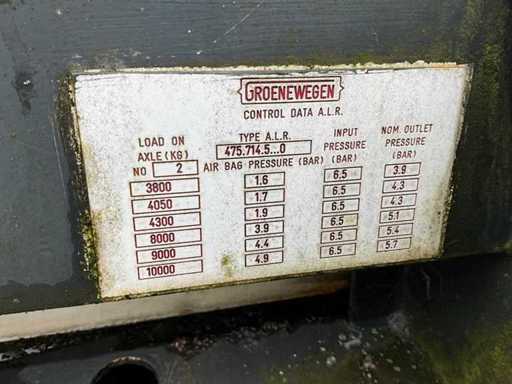 GROENEWEGEN
CONTROL DATA A.L.R.
LOAD ON AXLE (KG) TYPE A.L.R. INPUT PRESSURE (BAR) NOM. OUTLET PRESSURE (BAR)
NO 2 475.714.5...0
AIR BAG PRESSURE (BAR)
3800 1.6 6.5 3.9
4050 1.7 6.5 4.3
4300 1.9 6.5 4.3
8000 3.9 6.5 5.1
9000 4.4 6.5 5.4
10000 4.9 6.5 5.7